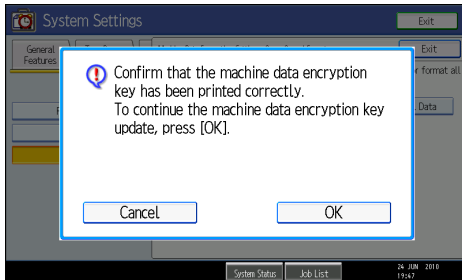 System Settings
Exit
General
Features
Exit
or format all
Data
Confirm that the machine data encryption
key has been printed correctly.
To continue the machine data encryption key
update, press [OK].
Cancel
OK
System Status
Job List
24 JUN 2010
19:47